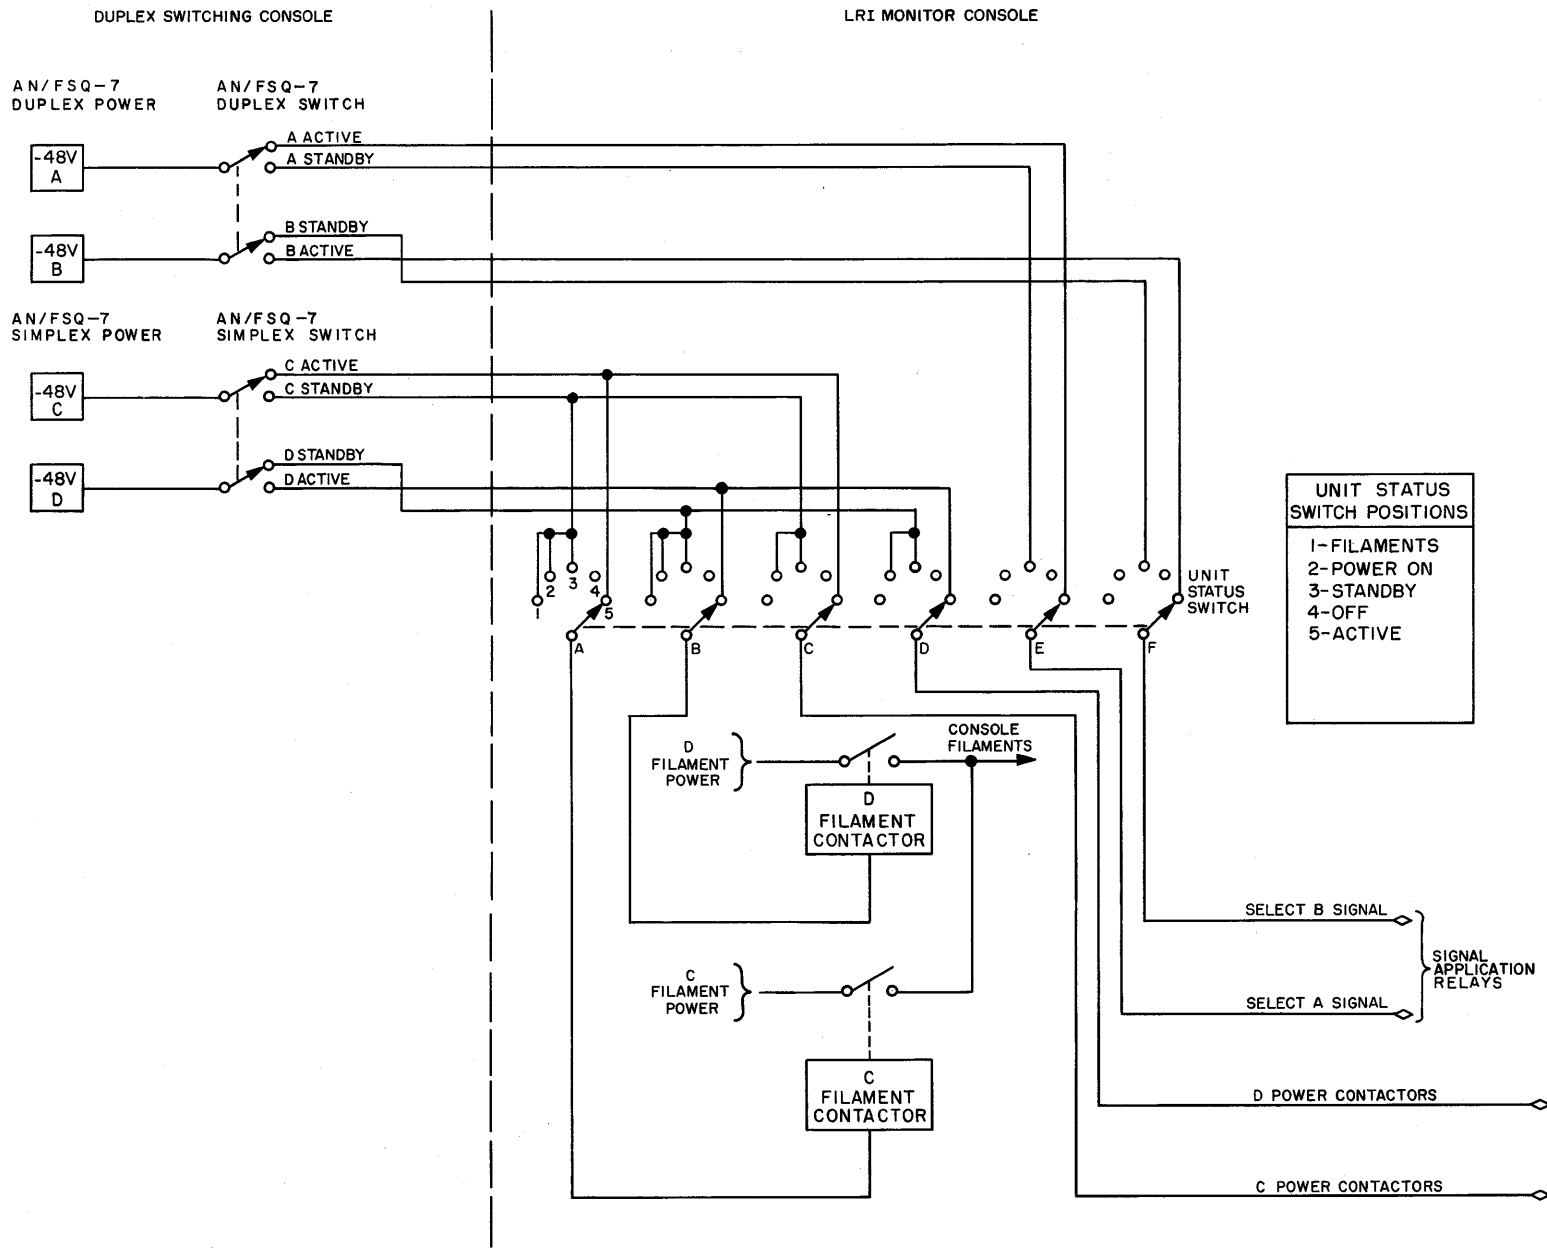 DUPLEX SWITCHING CONSOLE
LRI MONITOR CONSOLE
AN/FSQ-7
DUPLEX POWER
AN/FSQ-7
DUPLEX SWITCH
-48V
A
A ACTIVE
A STANDBY
-48V
B
B STANDBY
B ACTIVE
AN/FSQ-7
SIMPLEX POWER
AN/FSQ-7
SIMPLEX SWITCH
-48V
C
C ACTIVE
C STANDBY
-48V
D
D STANDBY
D ACTIVE
1
2
3
4
5
A
B
C
D
E
F
UNIT
STATUS
SWITCH
UNIT STATUS
SWITCH POSITIONS
1-FILAMENTS
2-POWER ON
3-STANDBY
4-OFF
5-ACTIVE
D
FILAMENT
POWER
CONSOLE
FILAMENTS
D
FILAMENT
CONTACTOR
C
FILAMENT
POWER
C
FILAMENT
CONTACTOR
SELECT B SIGNAL
SELECT A SIGNAL
SIGNAL
APPLICATION
RELAYS
D POWER CONTACTORS
C POWER CONTACTORS